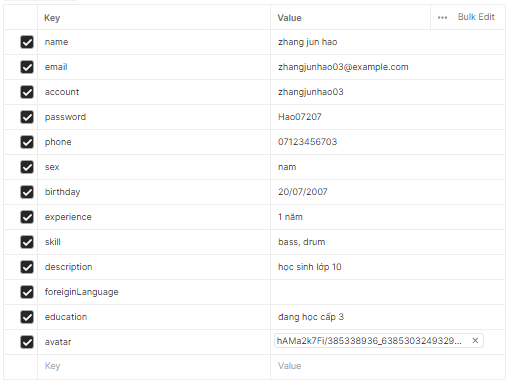 Key Value ••• Bulk Edit
name zhang jun hao
email zhangjunhao03@example.com
account zhangjunhao03
password Hao07207
phone 07123456703
sex nam
birthday 20/07/2007
experience 1 năm
skill bass, drum
description học sinh lớp 10
foreiginLanguage
education đang học cấp 3
avatar hAMa2k7Fi/385338936_6385303249329...
Key Value